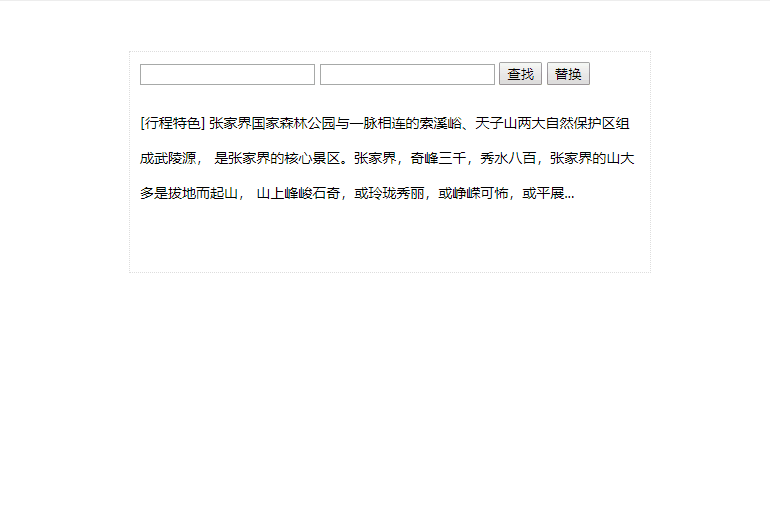 查找 替换
[行程特色] 张家界国家森林公园与一脉相连的索溪峪、天子山两大自然保护区组
成武陵源， 是张家界的核心景区。张家界，奇峰三千，秀水八百，张家界的山大
多是拔地而起山， 山上峰峻石奇，或玲珑秀丽，或峥嵘可怖，或平展...